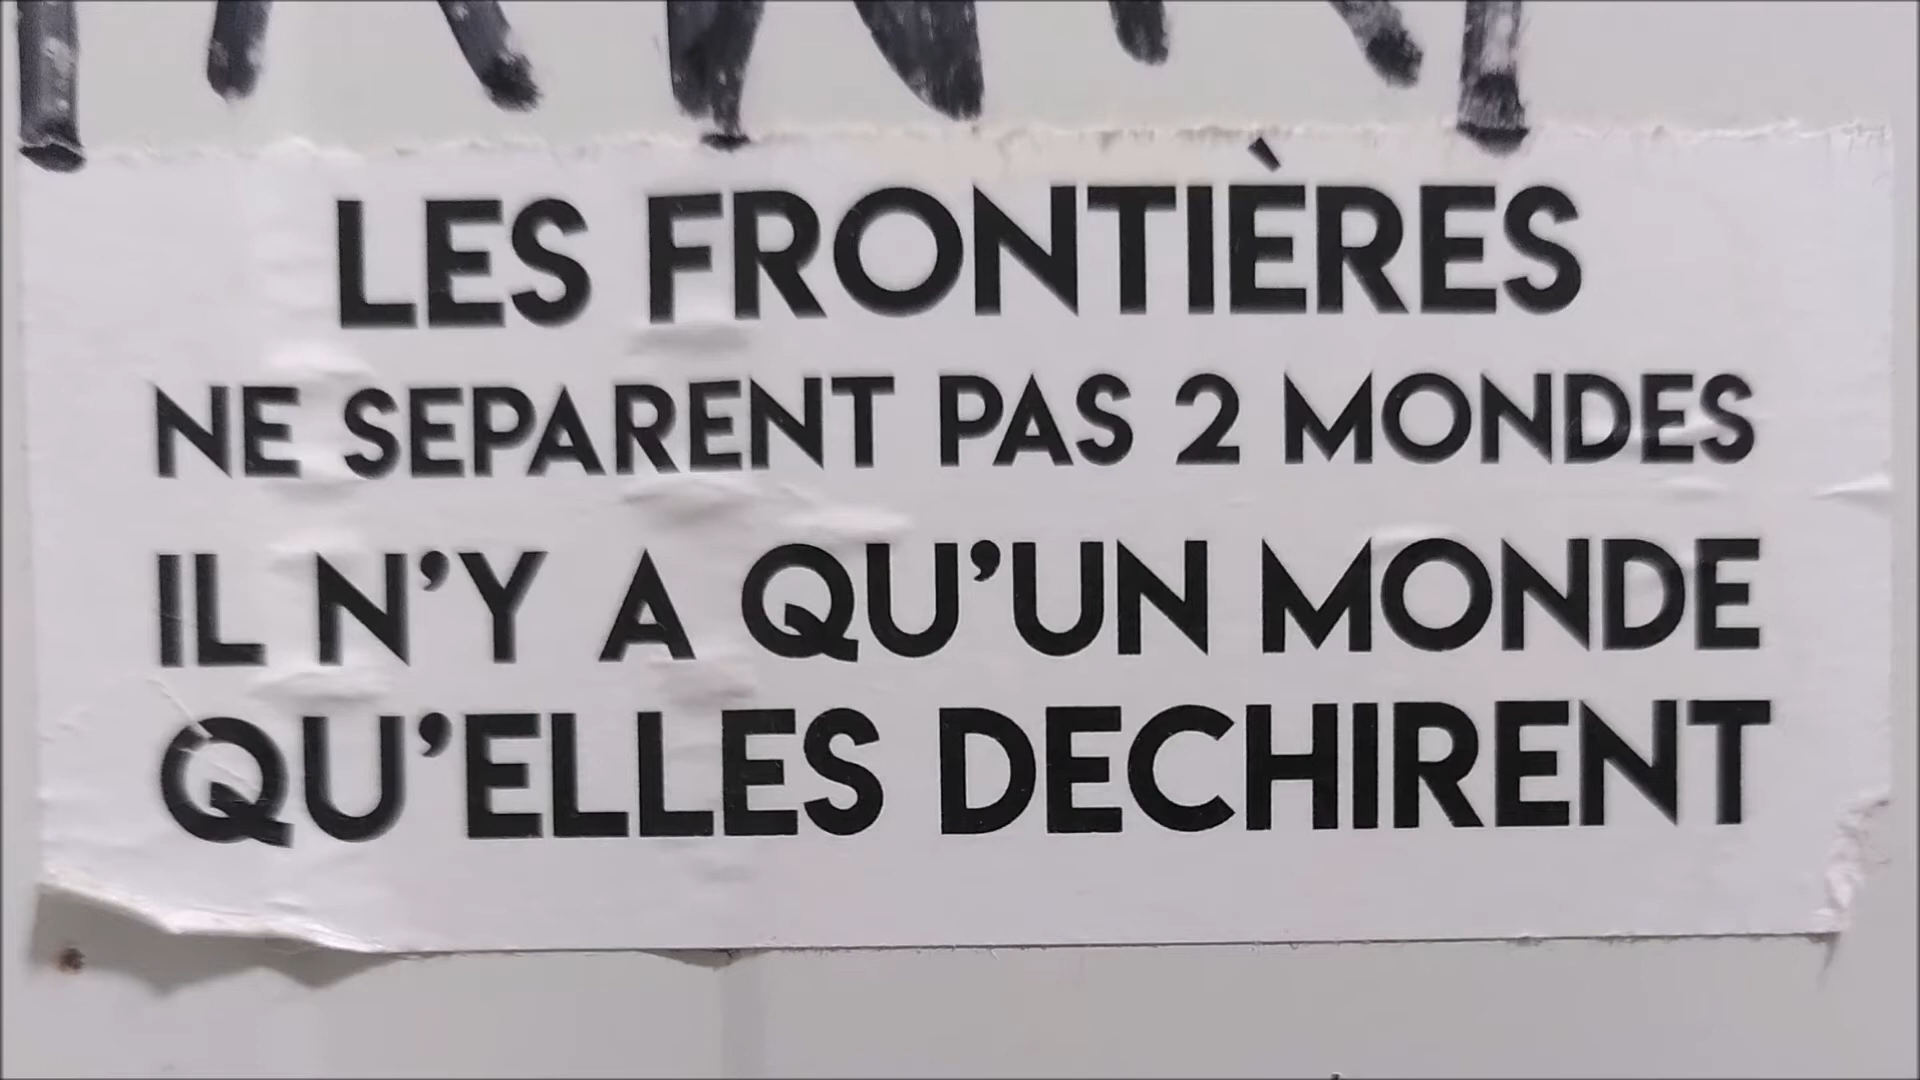 LES FRONTIÈRES
NE SEPARENT PAS 2 MONDES
IL N’Y A QU’UN MONDE
QU’ELLES DECHIRENT